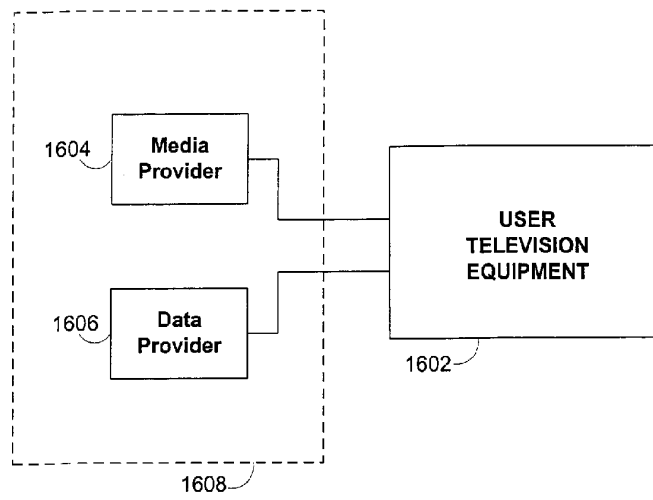 1604
Media
Provider
USER
TELEVISION
EQUIPMENT
1606
Data
Provider
1602
1608